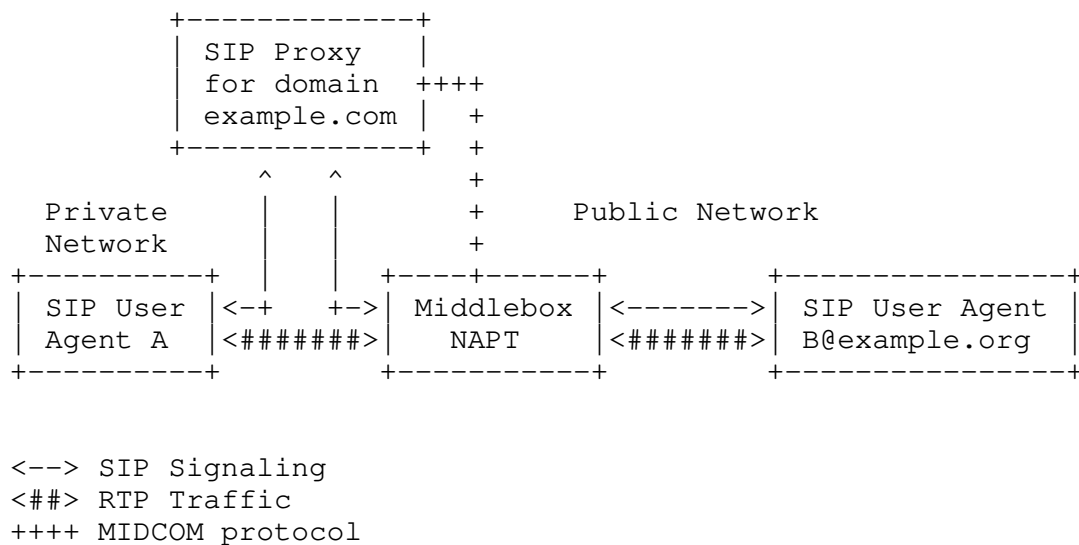 SIP Proxy
for domain ++++
example.com +
+
+
Private + Public Network
Network +
SIP User <-+ +->| Middlebox |<------->| SIP User Agent
Agent A |<#######>| NAPT |<#######>| B@example.org
<--> SIP Signaling
<##> RTP Traffic
++++ MIDCOM protocol